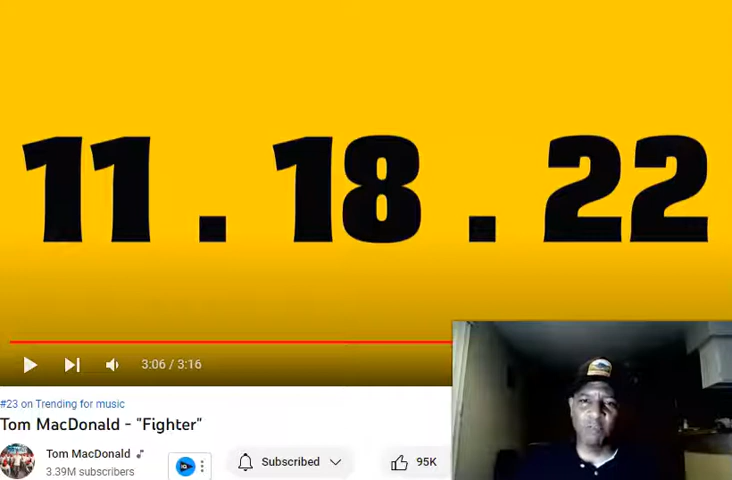 11.18.22
3:06 / 3:16
#23 on Trending for music
Tom MacDonald - "Fighter"
Tom MacDonald
3.39M subscribers
Subscribed
95K